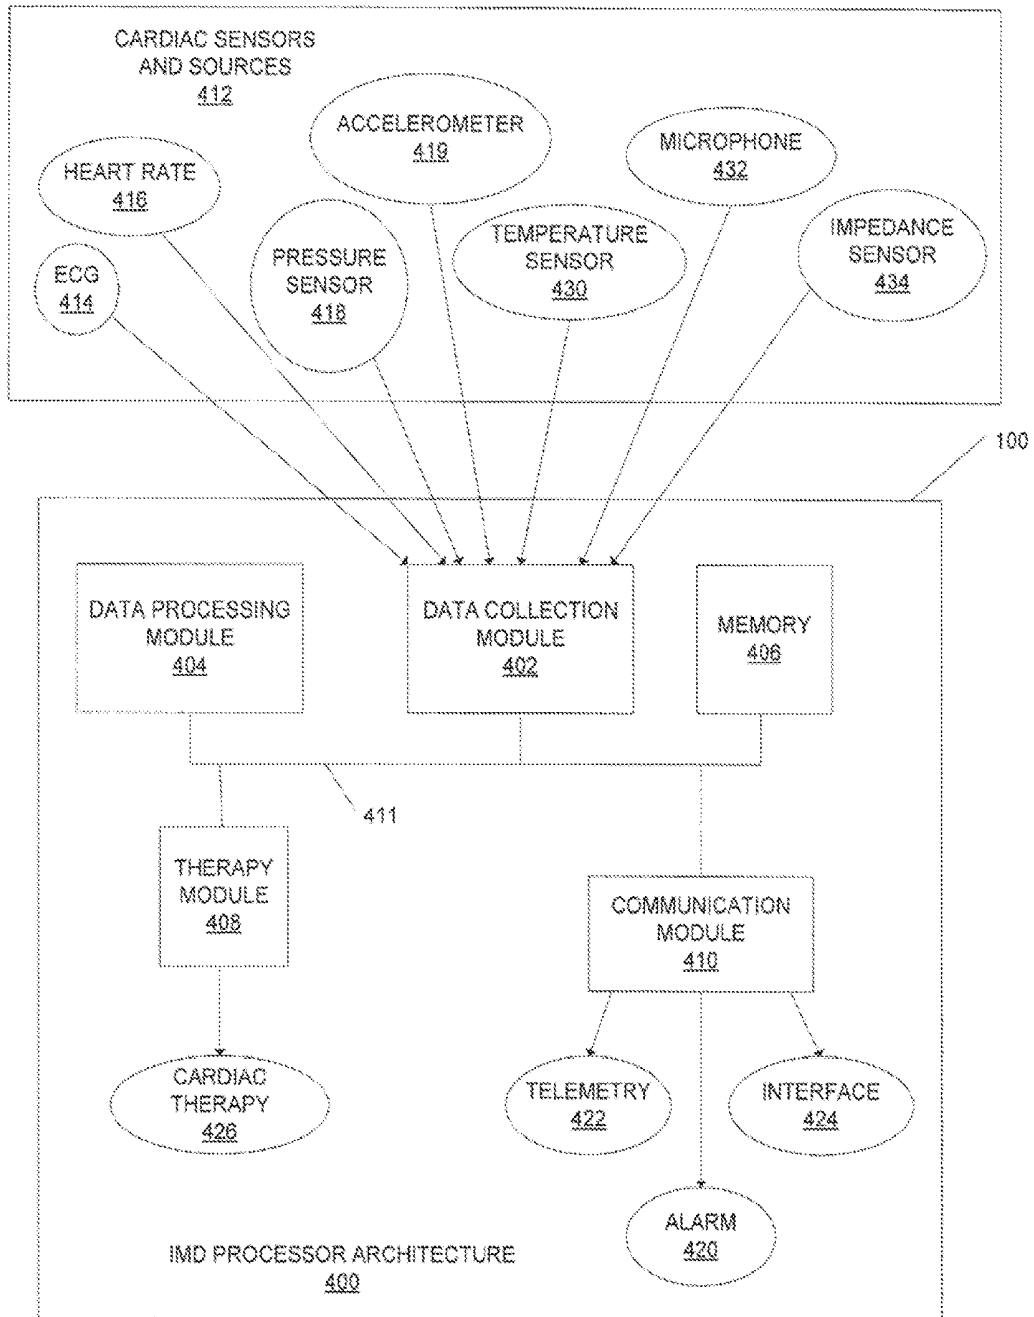 CARDIAC SENSORS
AND SOURCES
412
ACCELEROMETER
419
MICROPHONE
432
HEART RATE
416
IMPEDANCE
SENSOR
434
TEMPERATURE
SENSOR
430
PRESSURE
SENSOR
418
ECG
414
100
DATA PROCESSING
MODULE
404
DATA COLLECTION
MODULE
402
MEMORY
406
411
THERAPY
MODULE
408
COMMUNICATION
MODULE
410
CARDIAC
THERAPY
426
TELEMETRY
422
INTERFACE
424
ALARM
420
IMD PROCESSOR ARCHITECTURE
400